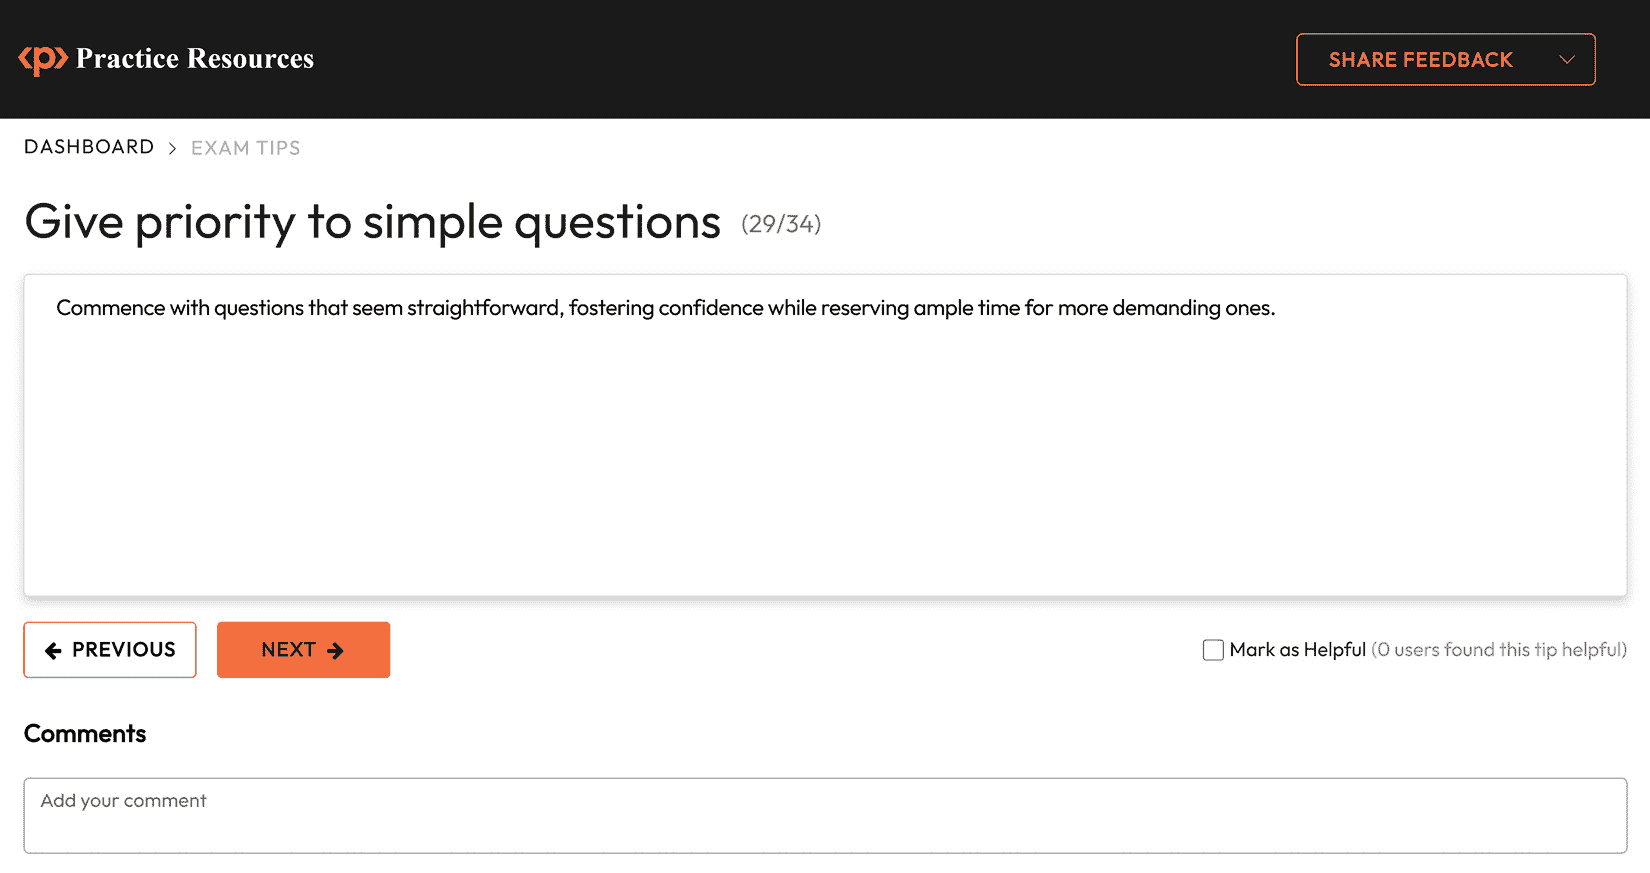 <p> Practice Resources
SHARE FEEDBACK
DASHBOARD > EXAM TIPS
Give priority to simple questions (29/34)
Commence with questions that seem straightforward, fostering confidence while reserving ample time for more demanding ones.
← PREVIOUS
NEXT →
Mark as Helpful (0 users found this tip helpful)
Comments
Add your comment